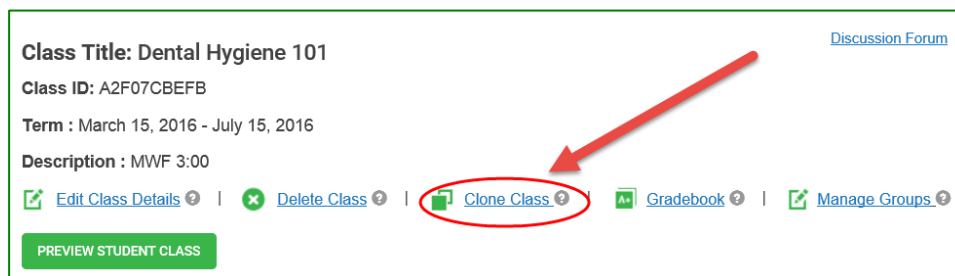 Discussion Forum
Class Title: Dental Hygiene 101
Class ID: A2F07CBEFB
Term : March 15, 2016 - July 15, 2016
Description : MWF 3:00
Edit Class Details ? | Delete Class ? | Clone Class ? | A+ Gradebook ? | Manage Groups ?
PREVIEW STUDENT CLASS